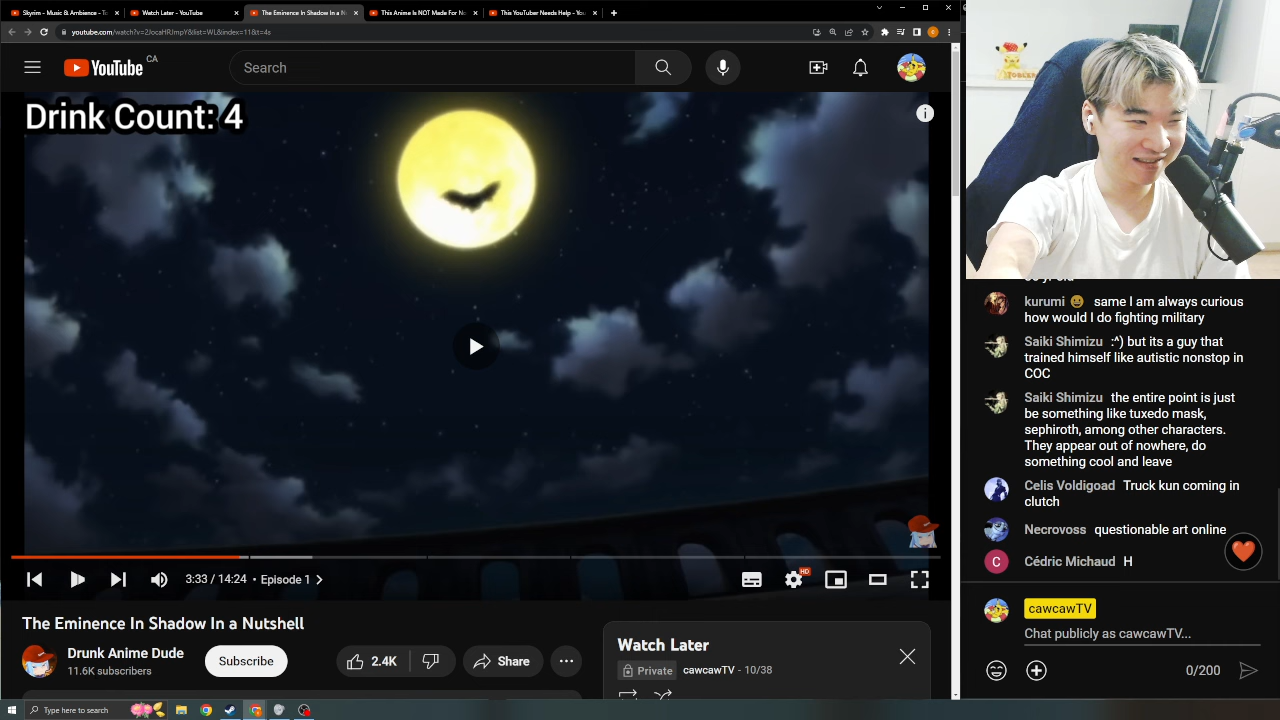 Skyrim - Music & Ambience - T
Watch Later - YouTube
The Eminence In Shadow In a N
This Anime Is NOT Made For N
This YouTuber Needs Help - Yo
youtube.com/watch?v=2JocaHRJmpY&list=WL&index=11&t=4s
YouTube
CA
Search
Drink Count: 4
3:33 / 14:24 • Episode 1
HD
The Eminence In Shadow In a Nutshell
Drunk Anime Dude
11.6K subscribers
Subscribe
2.4K
Share
Watch Later
Private
cawcawTV - 10/38
Type here to search
kurumi same I am always curious
how would I do fighting military
Saiki Shimizu :^) but its a guy that
trained himself like autistic nonstop in
COC
Saiki Shimizu the entire point is just
be something like tuxedo mask,
sephiroth, among other characters.
They appear out of nowhere, do
something cool and leave
Celis Voldigoad Truck kun coming in
clutch
Necrovoss questionable art online
Cédric Michaud H
C
cawcawTV
Chat publicly as cawcawTV...
0/200